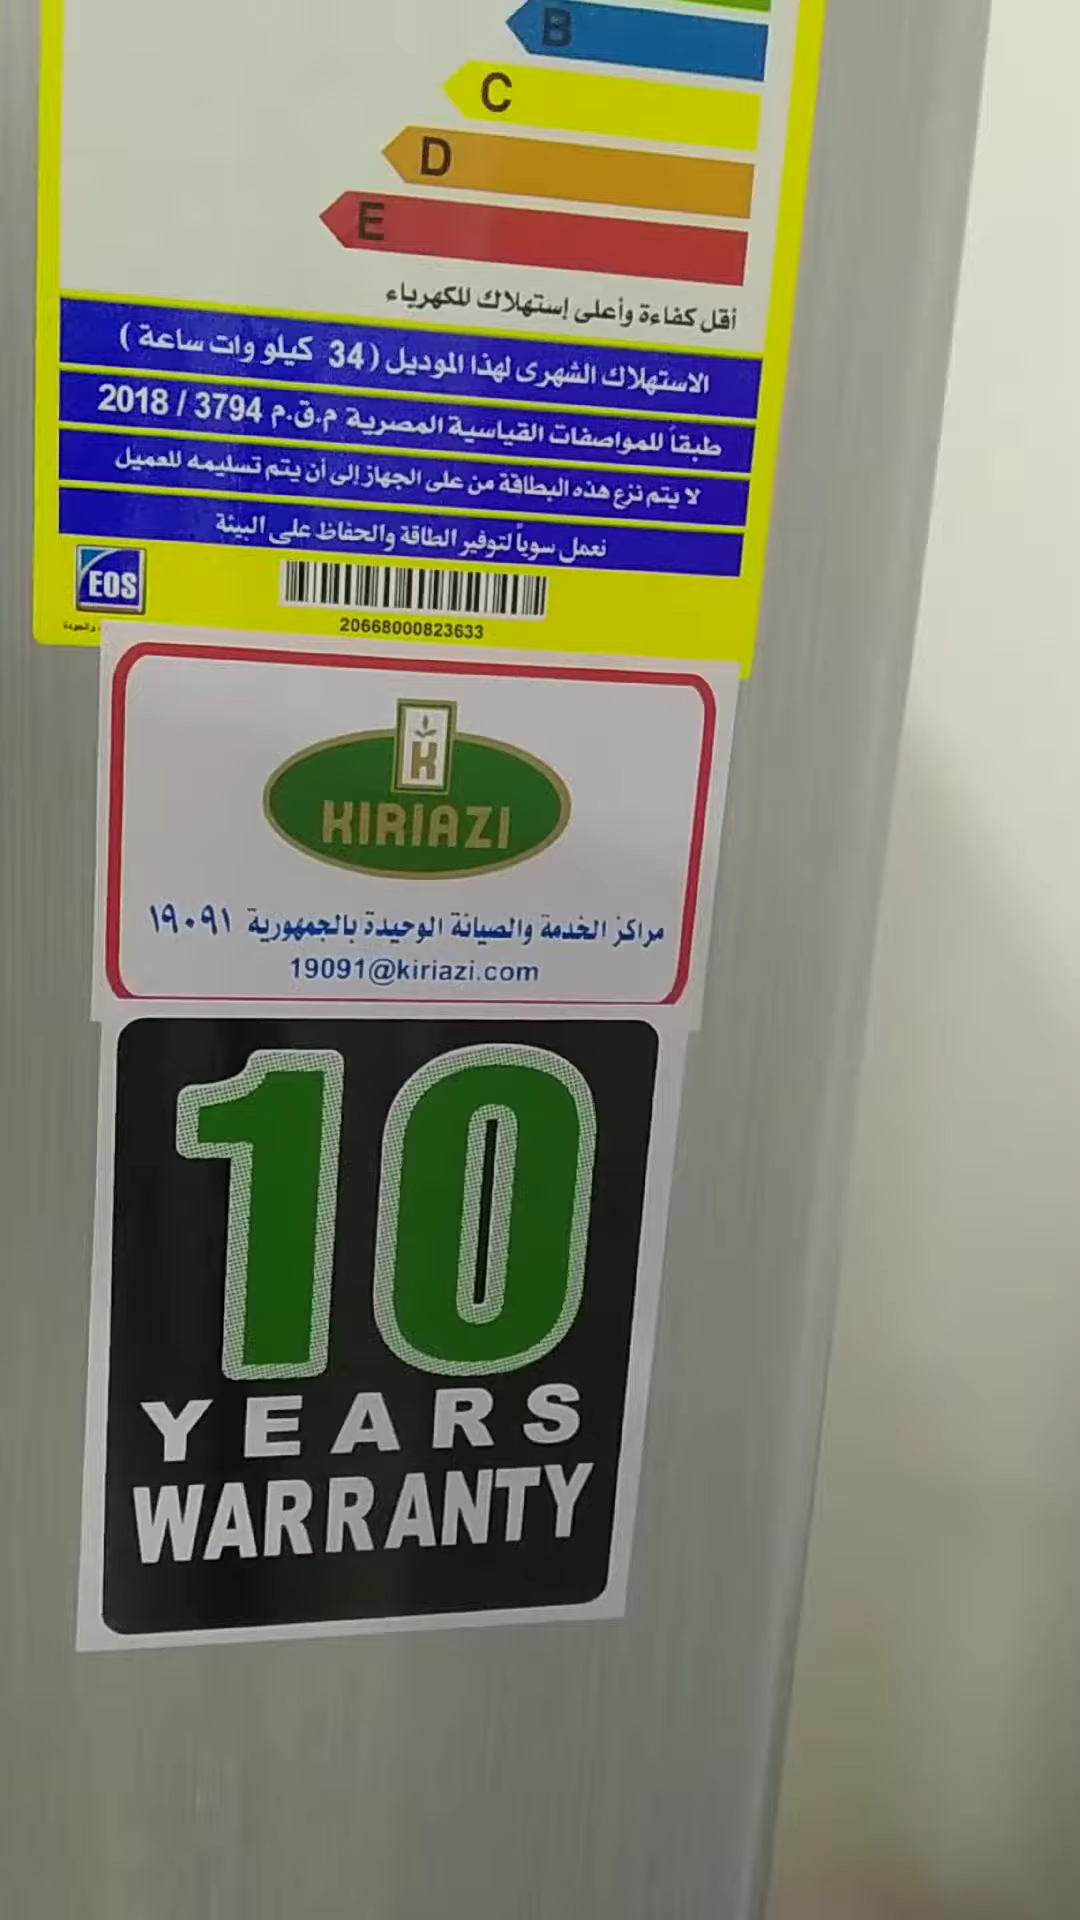 B
C
D
E
أقل كفاءة وأعلى إستهلاك للكهرباء
الاستهلاك الشهرى لهذا الموديل ( 34 كيلو وات ساعة )
طبقاً للمواصفات القياسية المصرية م.ق.م 3794 / 2018
لا يتم نزع هذه البطاقة من على الجهاز إلى أن يتم تسليمه للعميل
نعمل سوياً لتوفير الطاقة والحفاظ على البيئة
EOS
والجودة
20668000823633
K
KIRIAZI
مراكز الخدمة والصيانة الوحيدة بالجمهورية ١٩٠٩١
19091@kiriazi.com
10
YEARS
WARRANTY